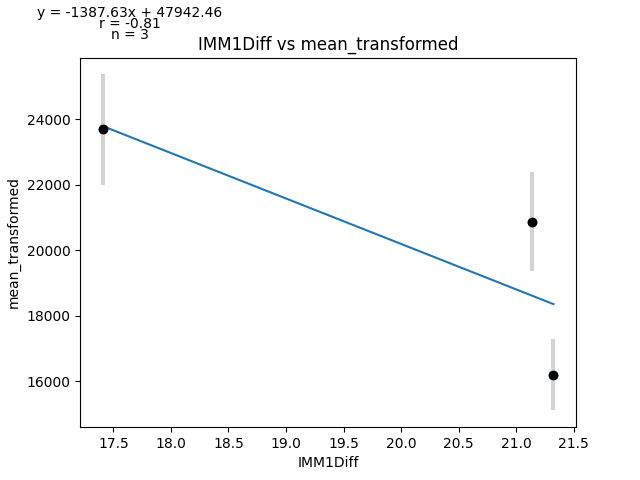 y = -1387.63x + 47942.46
r = -0.81
n = 3
IMM1Diff vs mean_transformed
24000
22000
20000
18000
16000
mean_transformed
17.5 18.0 18.5 19.0 19.5 20.0 20.5 21.0 21.5
IMM1Diff